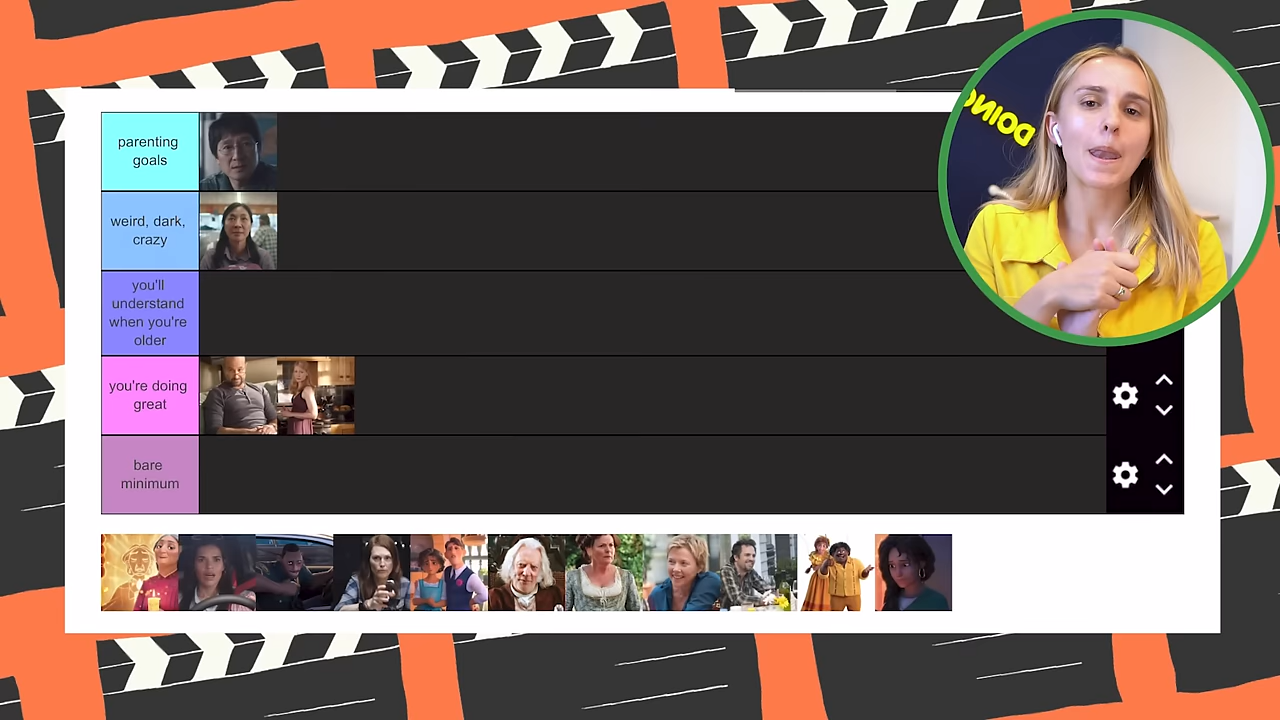 DOING
parenting
goals
weird, dark,
crazy
you'll
understand
when you're
older
you're doing
great
bare
minimum